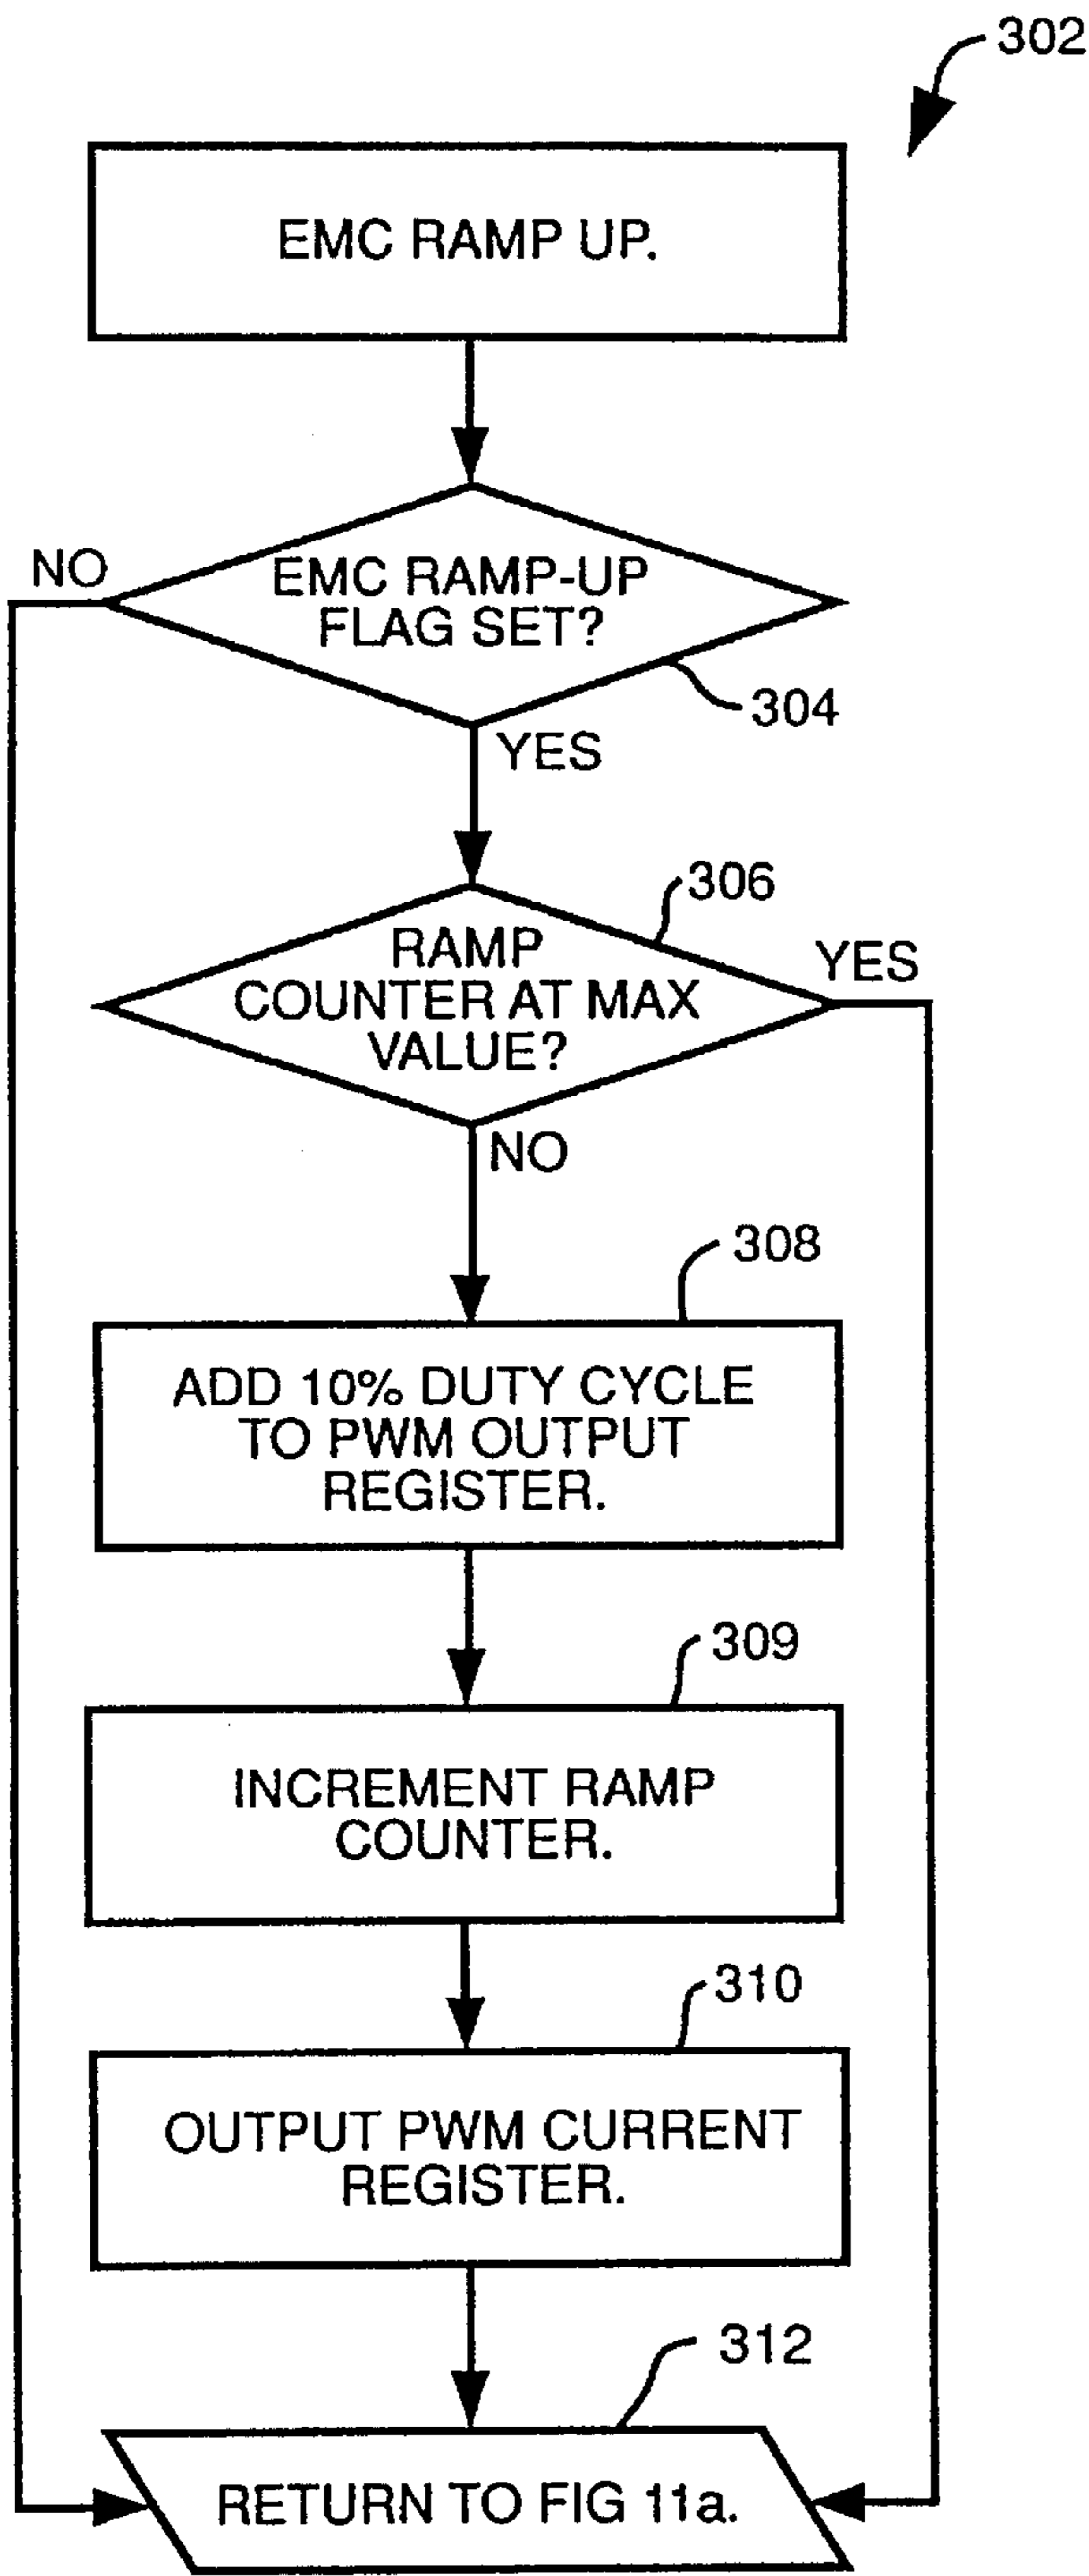 302
EMC RAMP UP.
NO
EMC RAMP-UP
FLAG SET?
304
YES
306
RAMP
COUNTER AT MAX
VALUE?
YES
NO
308
ADD 10% DUTY CYCLE
TO PWM OUTPUT
REGISTER.
309
INCREMENT RAMP
COUNTER.
310
OUTPUT PWM CURRENT
REGISTER.
312
RETURN TO FIG 11a.